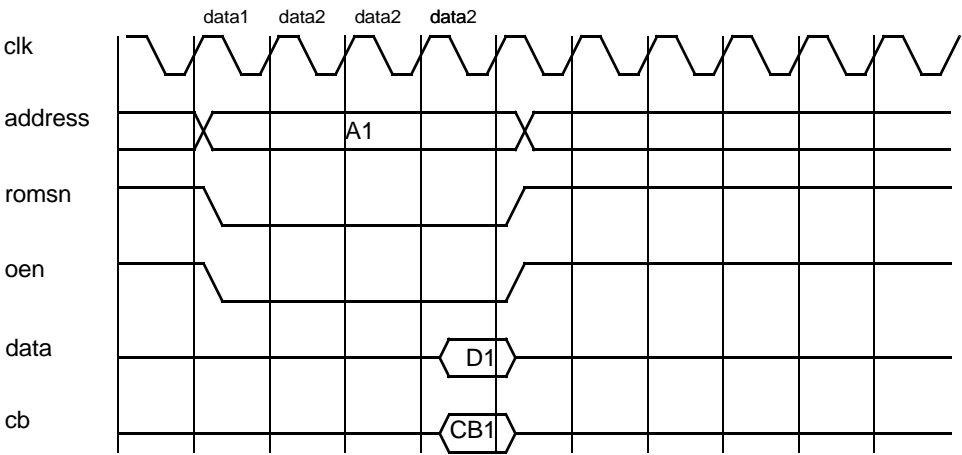 data1 data2 data2 data2
clk
address
A1
romsn
oen
data
D1
cb
CB1